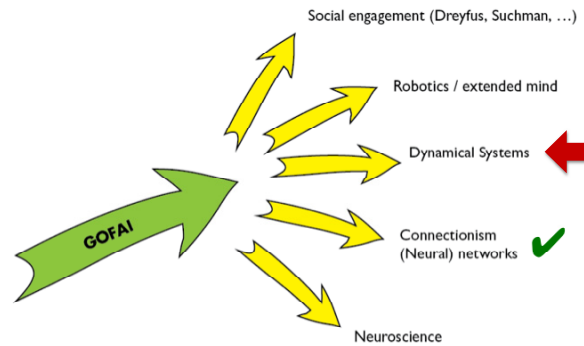 Social engagement (Dreyfus, Suchman, …)
Robotics / extended mind
Dynamical Systems
GOFAI
Connectionism
(Neural) networks
Neuroscience